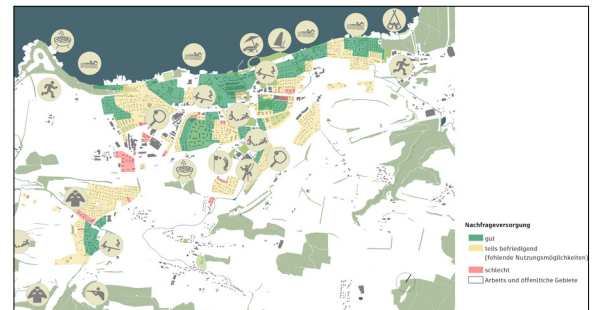 Nachfrageversorgung
gut
teils befriedigend
(fehlende Nutzungsmöglichkeiten)
schlecht
Arbeits und öffentliche Gebiete